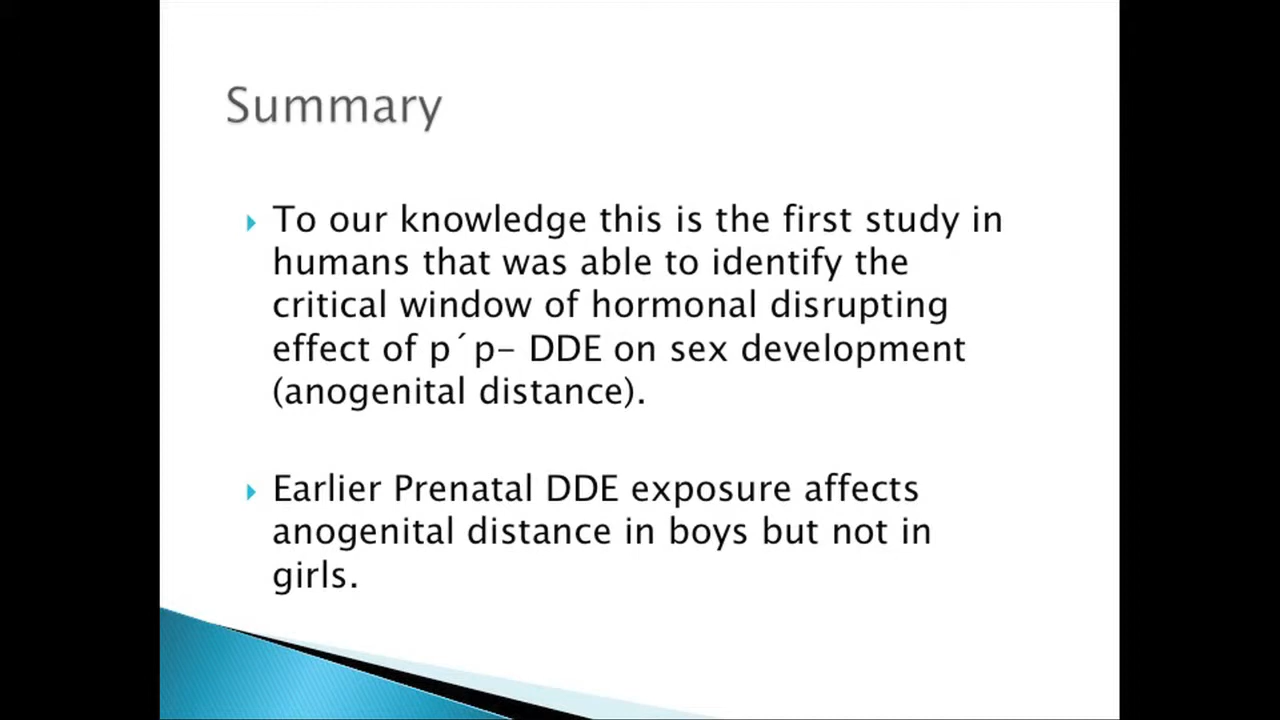 Summary
To our knowledge this is the first study in
humans that was able to identify the
critical window of hormonal disrupting
effect of p´p- DDE on sex development
(anogenital distance).
Earlier Prenatal DDE exposure affects
anogenital distance in boys but not in
girls.